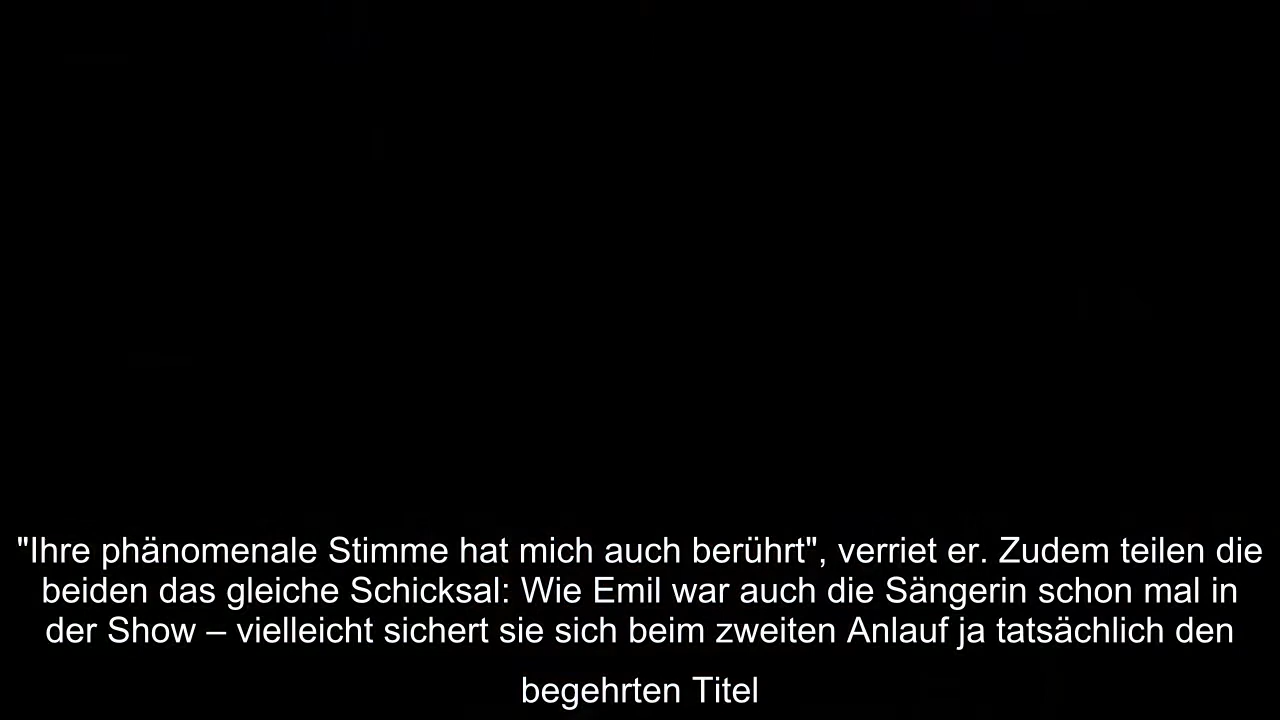 "Ihre phänomenale Stimme hat mich auch berührt", verriet er. Zudem teilen die
beiden das gleiche Schicksal: Wie Emil war auch die Sängerin schon mal in
der Show – vielleicht sichert sie sich beim zweiten Anlauf ja tatsächlich den
begehrten Titel